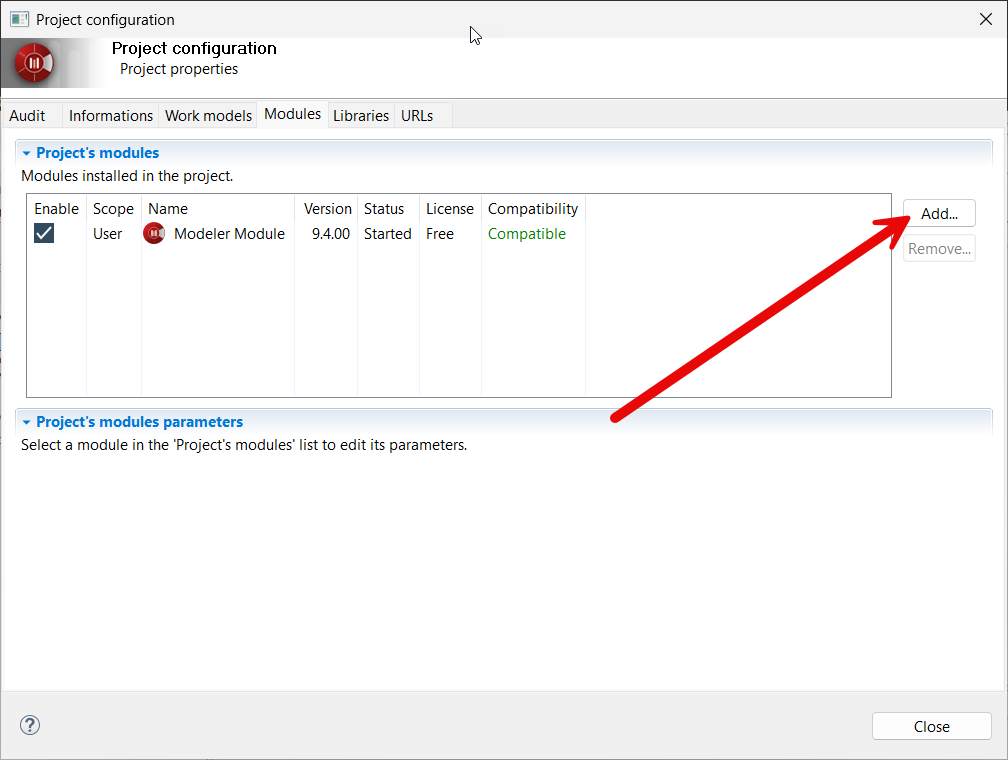 Project configuration
Project configuration
Project properties
Audit Informations Work models Modules Libraries URLs
Project's modules
Modules installed in the project.
Enable Scope Name Version Status License Compatibility
User Modeler Module 9.4.00 Started Free Compatible
Add...
Remove...
Project's modules parameters
Select a module in the 'Project's modules' list to edit its parameters.
?
Close